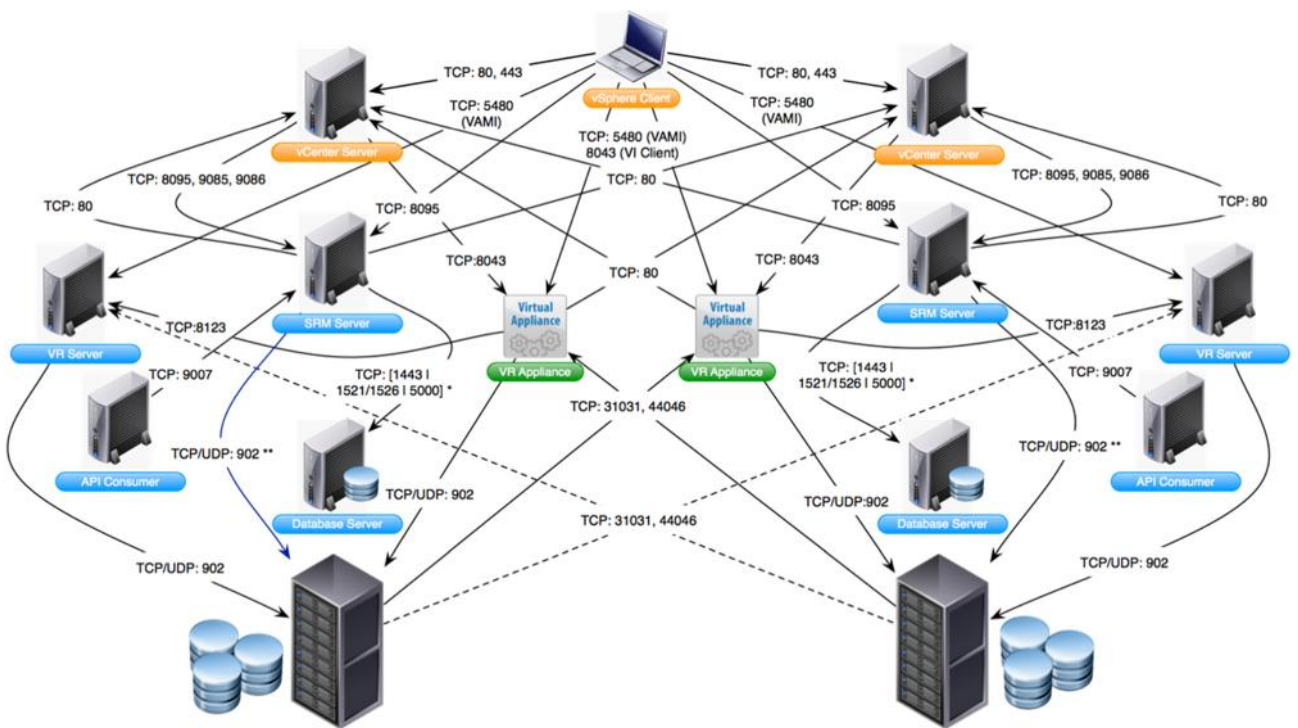 vSphere Client
TCP: 80, 443
TCP: 80, 443
TCP: 5480
(VAMI)
TCP: 5480
(VAMI)
TCP: 5480 (VAMI)
8043 (VI Client)
vCenter Server
vCenter Server
TCP: 8095, 9085, 9086
TCP: 80
TCP: 8095, 9085, 9086
TCP: 80
TCP: 8095
TCP: 8095
TCP: 80
TCP:8043
TCP: 80
TCP: 8043
Virtual
Appliance
Virtual
Appliance
SRM Server
SRM Server
TCP:8123
TCP:8123
VR Server
VR Server
VR Appliance
VR Appliance
TCP: 9007
TCP: [1443 |
1521/1526 | 5000] *
TCP: [1443 |
1521/1526 | 5000] *
TCP: 9007
TCP: 31031, 44046
TCP/UDP: 902 **
TCP/UDP: 902 **
API Consumer
API Consumer
TCP/UDP: 902
TCP/UDP:902
Database Server
TCP: 31031, 44046
Database Server
TCP/UDP: 902
TCP/UDP: 902